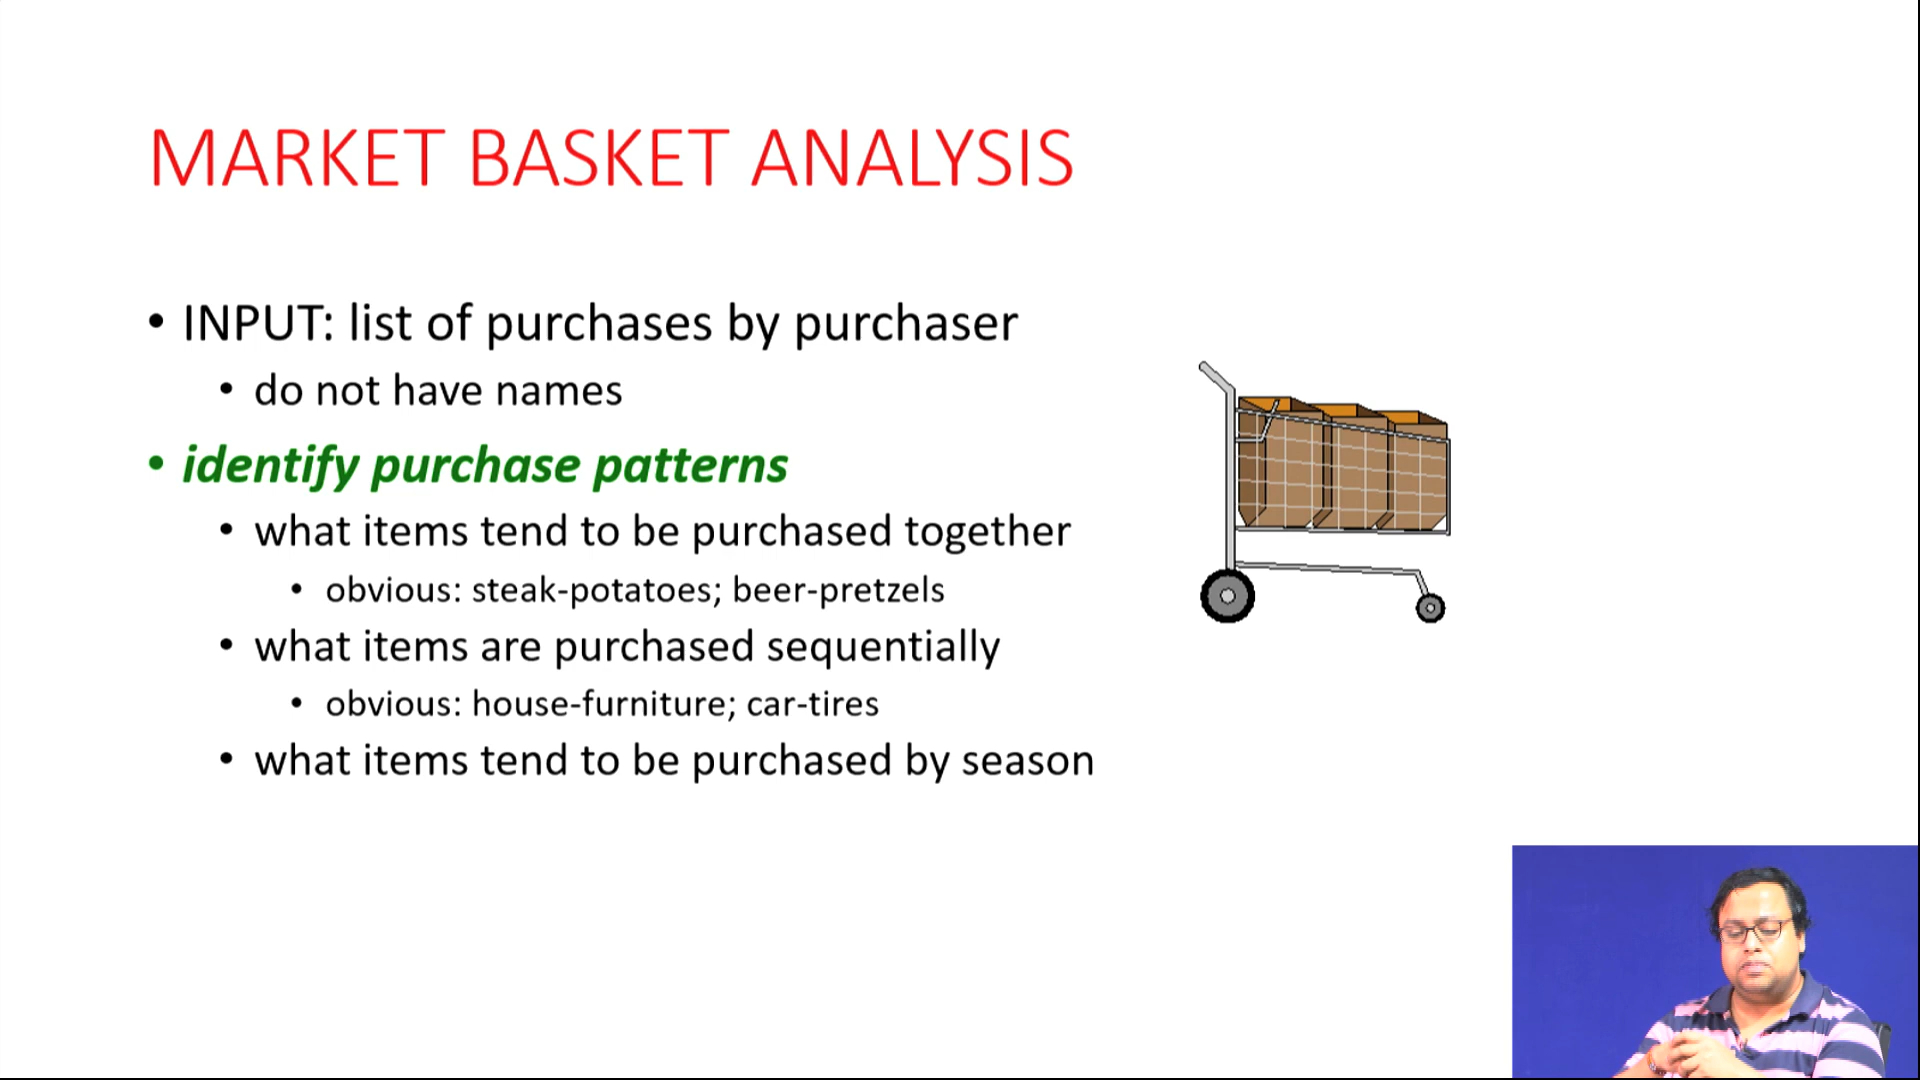 MARKET BASKET ANALYSIS
• INPUT: list of purchases by purchaser
• do not have names
• identify purchase patterns
• what items tend to be purchased together
• obvious: steak-potatoes; beer-pretzels
• what items are purchased sequentially
• obvious: house-furniture; car-tires
• what items tend to be purchased by season